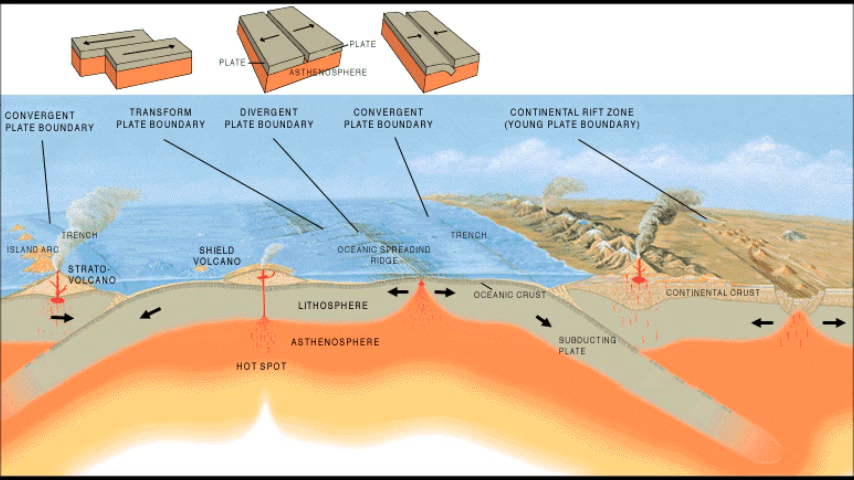 PLATE
PLATE
ASTHENOSPHERE
CONVERGENT
PLATE BOUNDARY
TRANSFORM
PLATE BOUNDARY
DIVERGENT
PLATE BOUNDARY
CONVERGENT
PLATE BOUNDARY
CONTINENTAL RIFT ZONE
(YOUNG PLATE BOUNDARY)
TRENCH
ISLAND ARC
STRATO-
VOLCANO
SHIELD
VOLCANO
OCEANIC SPREADING
RIDGE
TRENCH
LITHOSPHERE
OCEANIC CRUST
CONTINENTAL CRUST
ASTHENOSPHERE
SUBDUCTING
PLATE
HOT SPOT